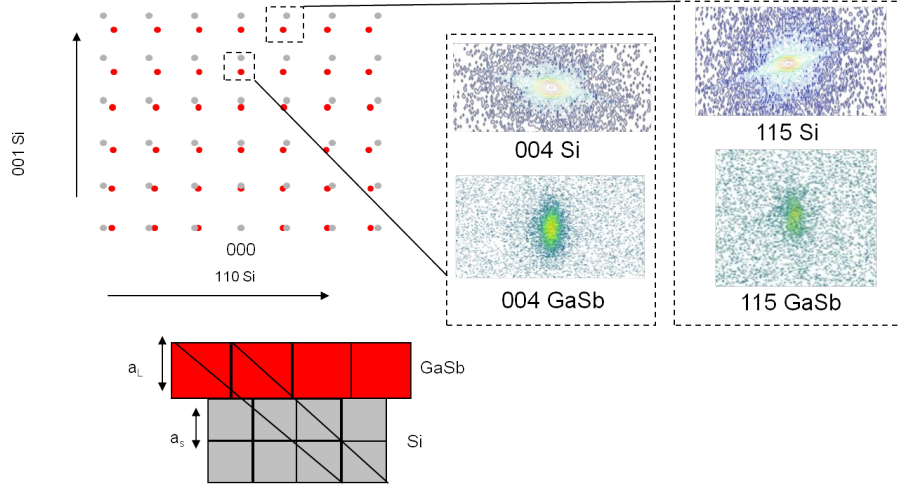 001 Si
000
110 Si
004 Si
004 GaSb
115 Si
115 GaSb
aL
GaSb
as
Si